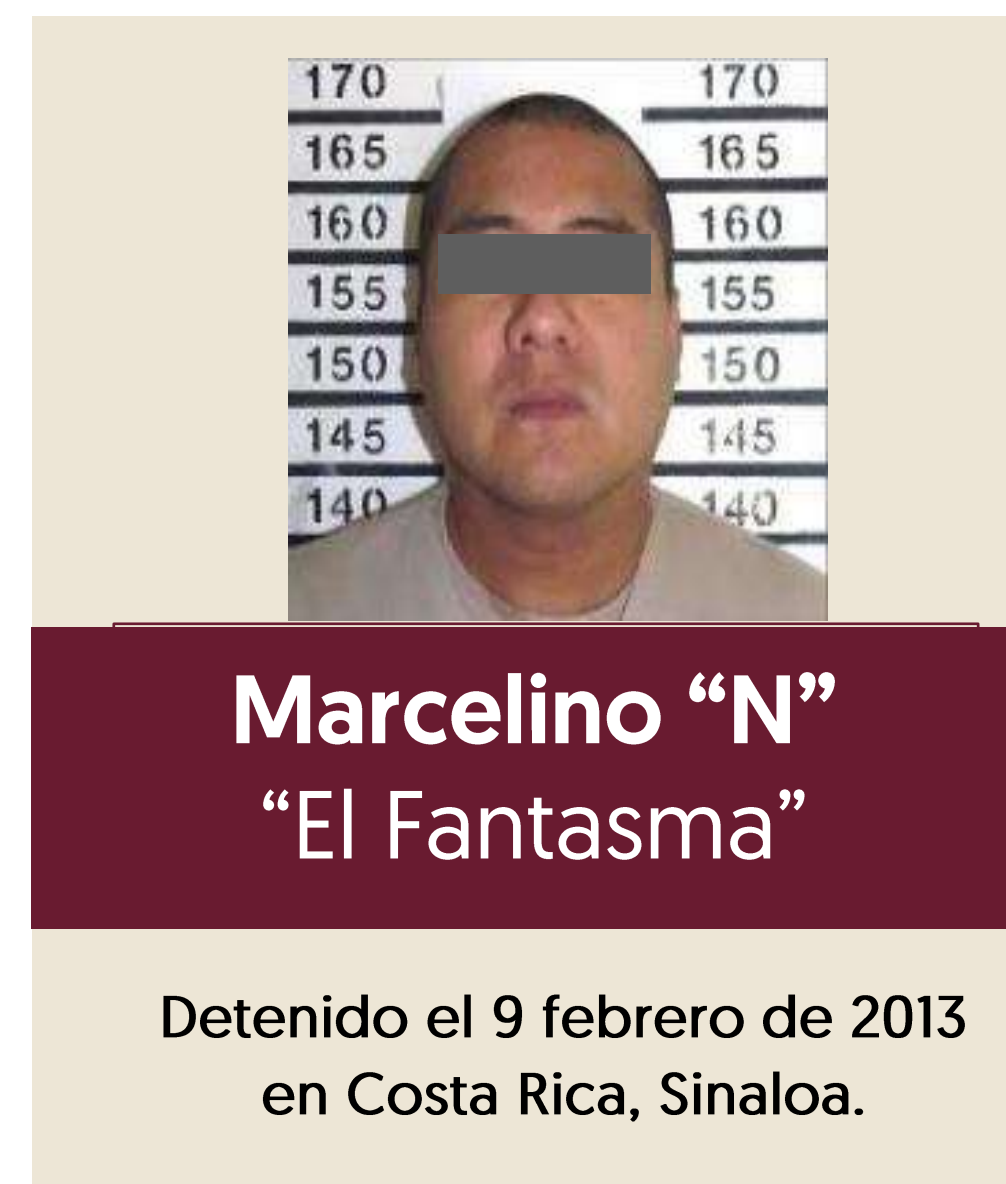 170 170
165 165
160 160
155 155
150 150
145 145
140 140
Marcelino “N”
“El Fantasma”
Detenido el 9 febrero de 2013
en Costa Rica, Sinaloa.